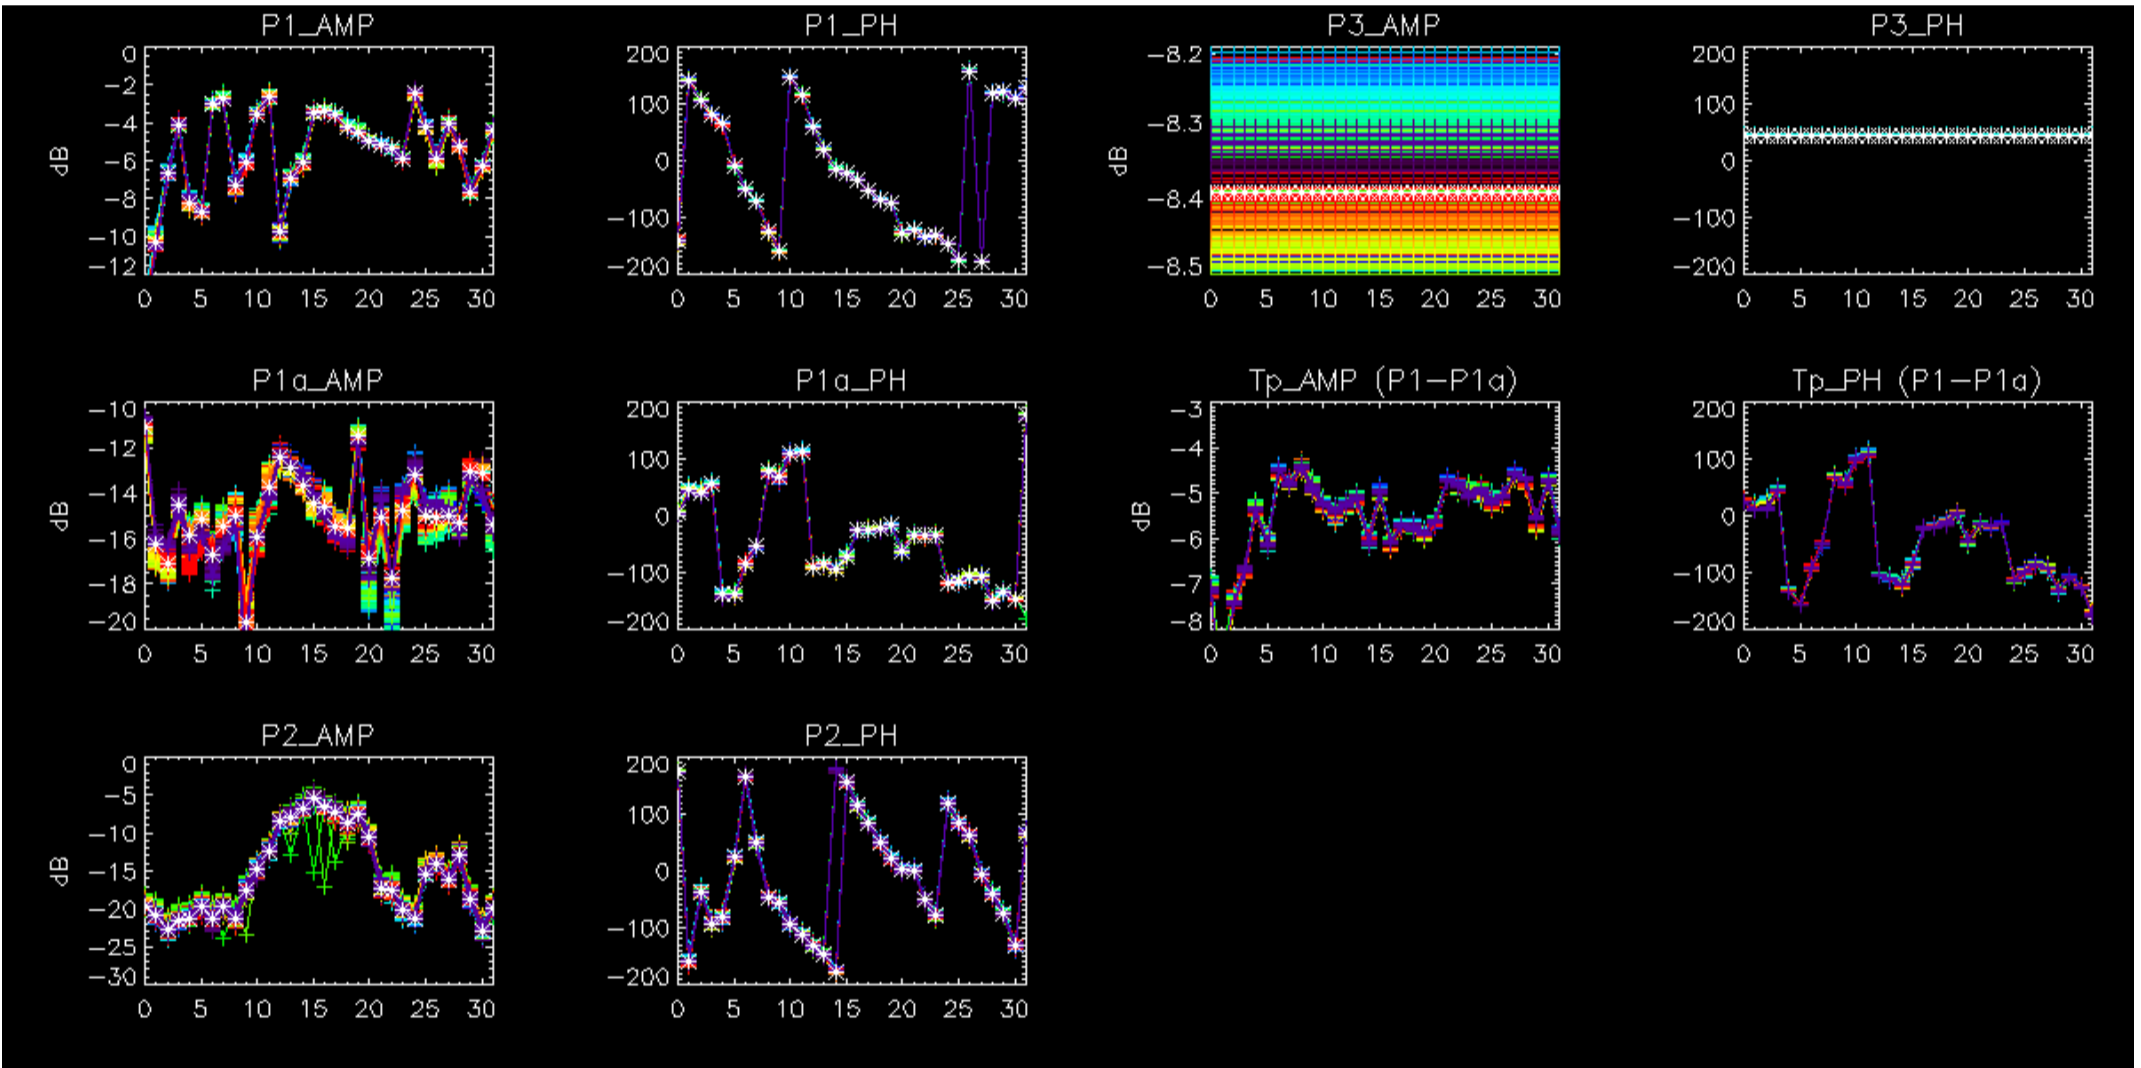 P1_AMP
0
−2
−4
−6
−8
−10
−12
dB
0 5 10 15 20 25 30
P1_PH
200
100
0
−100
−200
0 5 10 15 20 25 30
P3_AMP
−8.2
−8.3
−8.4
−8.5
dB
0 5 10 15 20 25 30
P3_PH
200
100
0
−100
−200
0 5 10 15 20 25 30
P1a_AMP
−10
−12
−14
−16
−18
−20
dB
0 5 10 15 20 25 30
P1a_PH
200
100
0
−100
−200
0 5 10 15 20 25 30
Tp_AMP (P1−P1a)
−3
−4
−5
−6
−7
−8
dB
0 5 10 15 20 25 30
Tp_PH (P1−P1a)
200
100
0
−100
−200
0 5 10 15 20 25 30
P2_AMP
0
−5
−10
−15
−20
−25
−30
dB
0 5 10 15 20 25 30
P2_PH
200
100
0
−100
−200
0 5 10 15 20 25 30